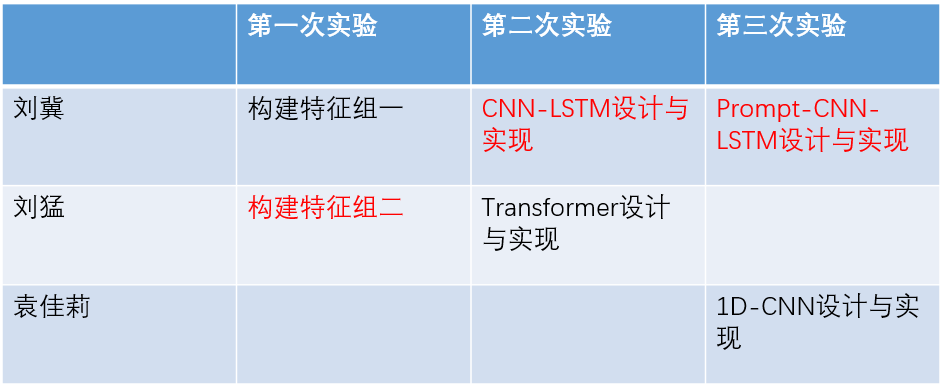 第一次实验 第二次实验 第三次实验
刘冀 构建特征组一 CNN-LSTM设计与 Prompt-CNN-
实现 LSTM设计与实现
刘猛 构建特征组二 Transformer设计
与实现
袁佳莉 1D-CNN设计与实
现